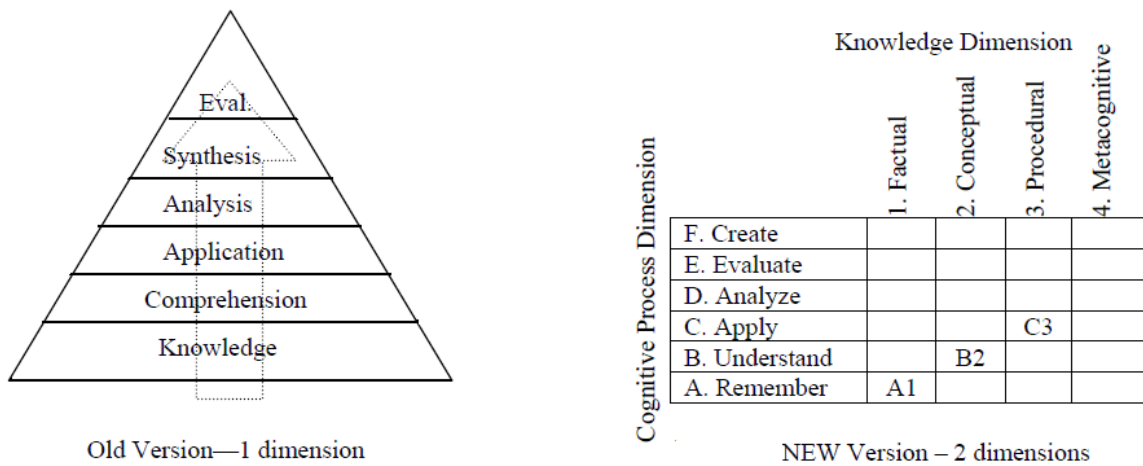 Eval.
Synthesis
Analysis
Application
Comprehension
Knowledge
Old Version—1 dimension
Knowledge Dimension
1. Factual
2. Conceptual
3. Procedural
4. Metacognitive
Cognitive Process Dimension
F. Create
E. Evaluate
D. Analyze
C. Apply C3
B. Understand B2
A. Remember A1
NEW Version – 2 dimensions